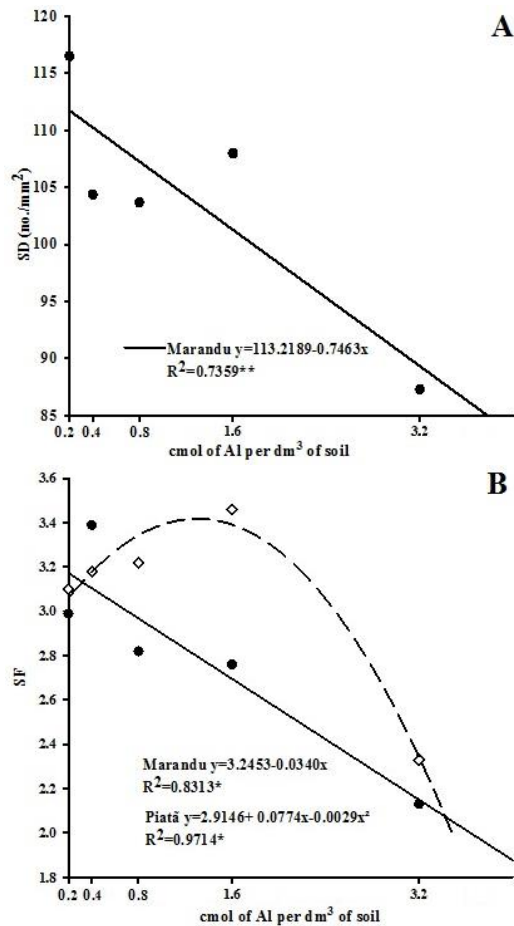 A
120
115
110
105
100
95
90
85
SD (no./mm²)
Marandu y=113.2189-0.7463x
R²=0.7359**
0.2 0.4 0.8 1.6 3.2
cmol of Al per dm³ of soil
B
3.6
3.4
3.2
3.0
2.8
2.6
2.4
2.2
2.0
1.8
SF
Marandu y=3.2453-0.0340x
R²=0.8313*
Piatã y=2.9146+ 0.0774x-0.0029x²
R²=0.9714*
0.2 0.4 0.8 1.6 3.2
cmol of Al per dm³ of soil